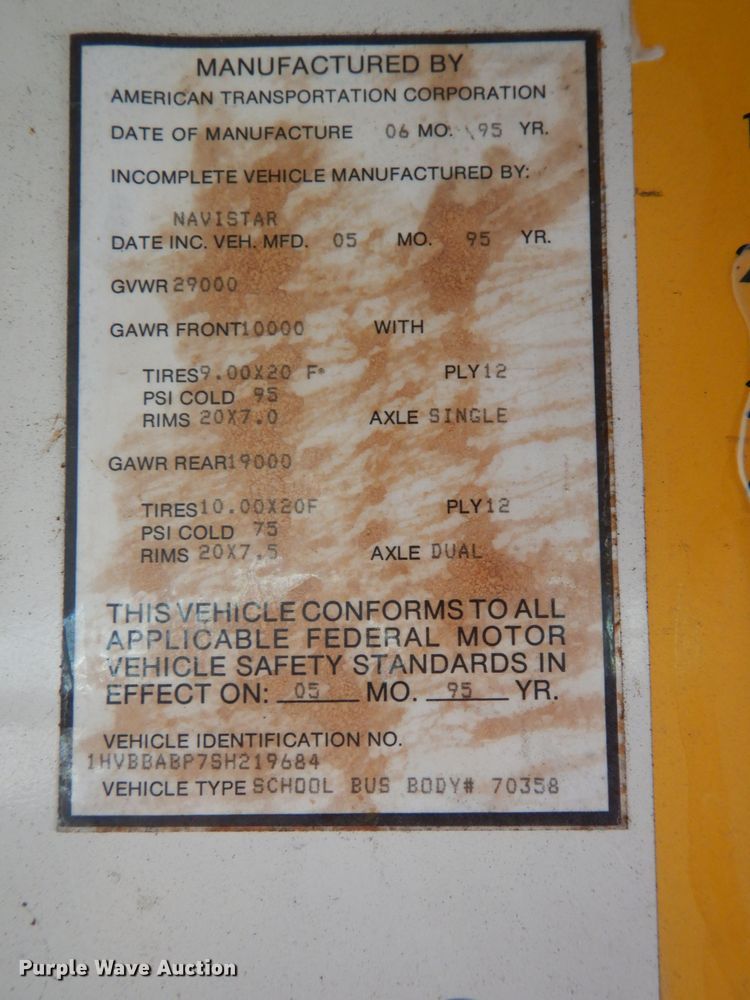 MANUFACTURED BY
AMERICAN TRANSPORTATION CORPORATION
DATE OF MANUFACTURE 06 MO. 95 YR.
INCOMPLETE VEHICLE MANUFACTURED BY:
NAVISTAR
DATE INC. VEH. MFD. 05 MO. 95 YR.
GVWR 29000
GAWR FRONT 10000 WITH
TIRES 9.00X20 F PLY 12
PSI COLD 95
RIMS 20X7.0 AXLE SINGLE
GAWR REAR 19000
TIRES 10.00X20F PLY 12
PSI COLD 75
RIMS 20X7.5 AXLE DUAL
THIS VEHICLE CONFORMS TO ALL
APPLICABLE FEDERAL MOTOR
VEHICLE SAFETY STANDARDS IN
EFFECT ON: 05 MO. 95 YR.
VEHICLE IDENTIFICATION NO.
1HVBBABP7SH219684
VEHICLE TYPE SCHOOL BUS BODY# 70358
Purple Wave Auction